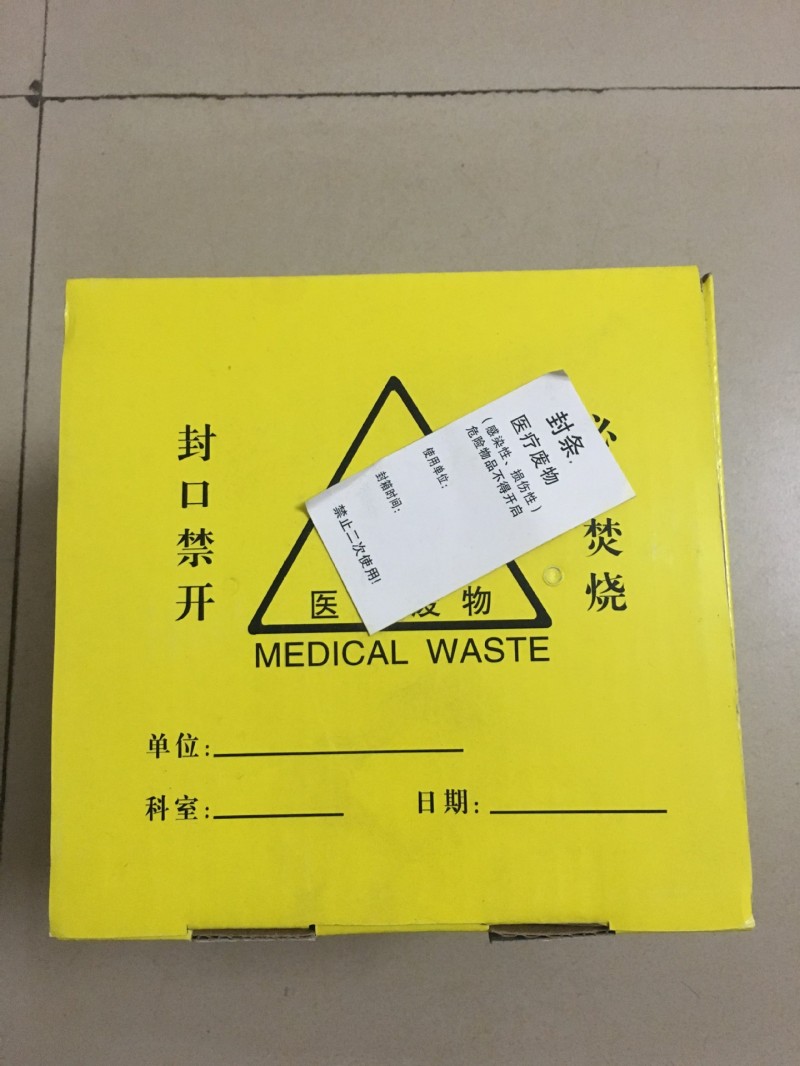 封口禁开
焚烧
封条.
医疗废物
（感染性、损伤性）
危险物品不得开启
使用单位：
封箱时间：
禁止二次使用!
医 废物
MEDICAL WASTE
单位:
科室:
日期: